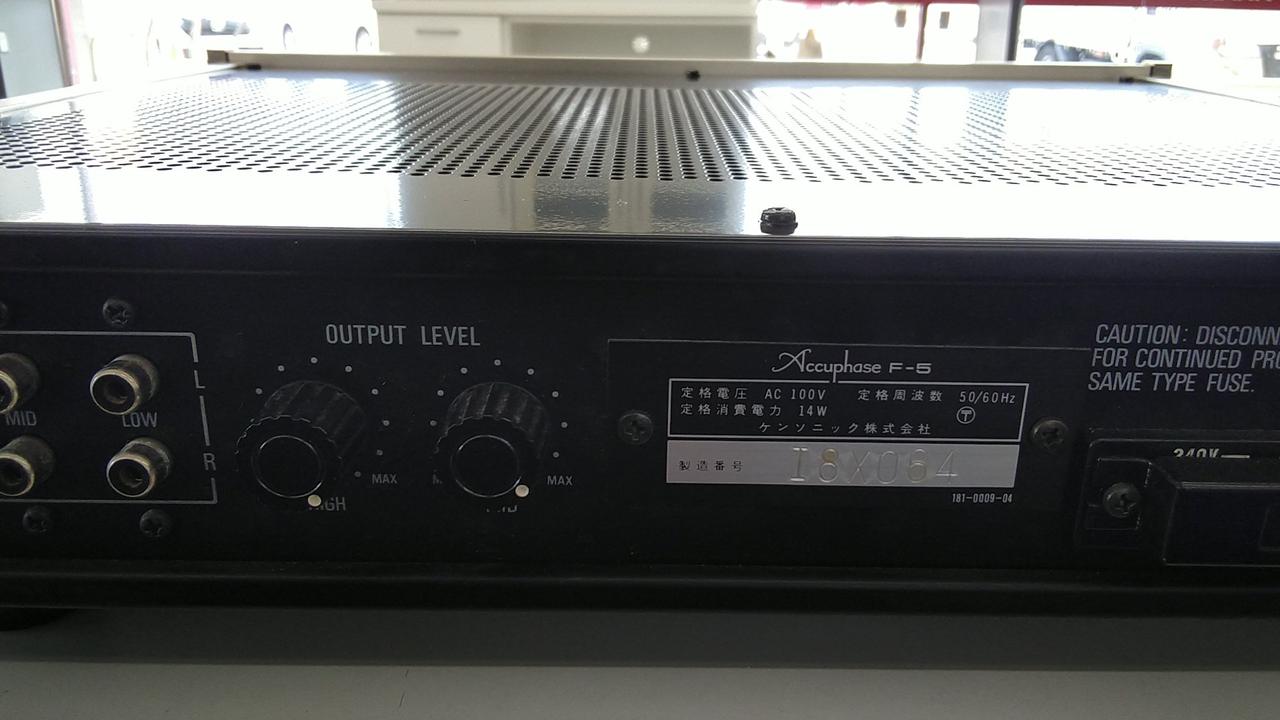 OUTPUT LEVEL
L
R
MID
LOW
MAX
MAX
Accuphase F-5
定格電圧 AC 100V 定格周波数 50/60Hz
定格消費電力 14W
ケンソニック株式会社
製造番号 I8X064
181-0009-04
CAUTION: DISCONN
FOR CONTINUED PRO
SAME TYPE FUSE.
240V